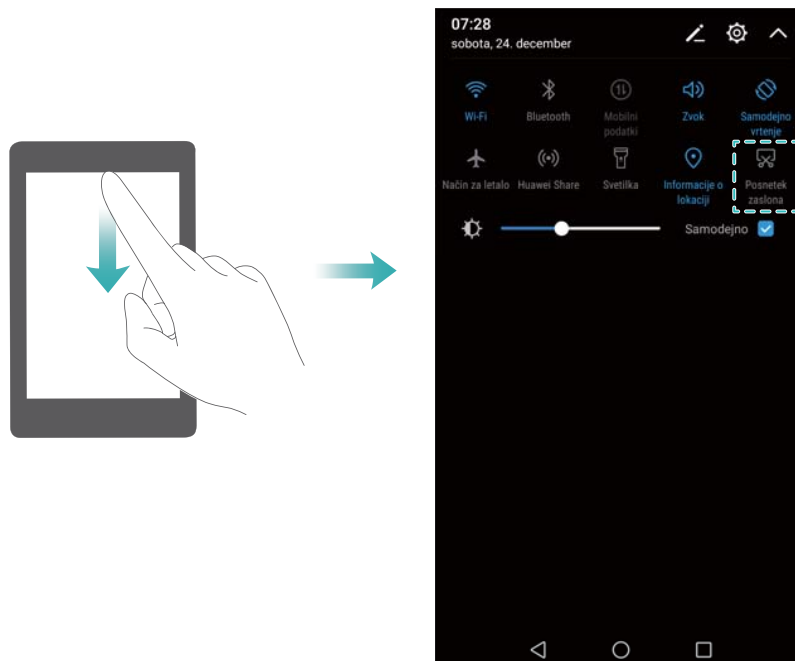 07:28
sobota, 24. december
Wi-Fi
Bluetooth
Mobilni
podatki
Zvok
Samodejno
vrtenje
Način za letalo
Huawei Share
Svetilka
Informacije o
lokaciji
Posnetek
zaslona
Samodejno